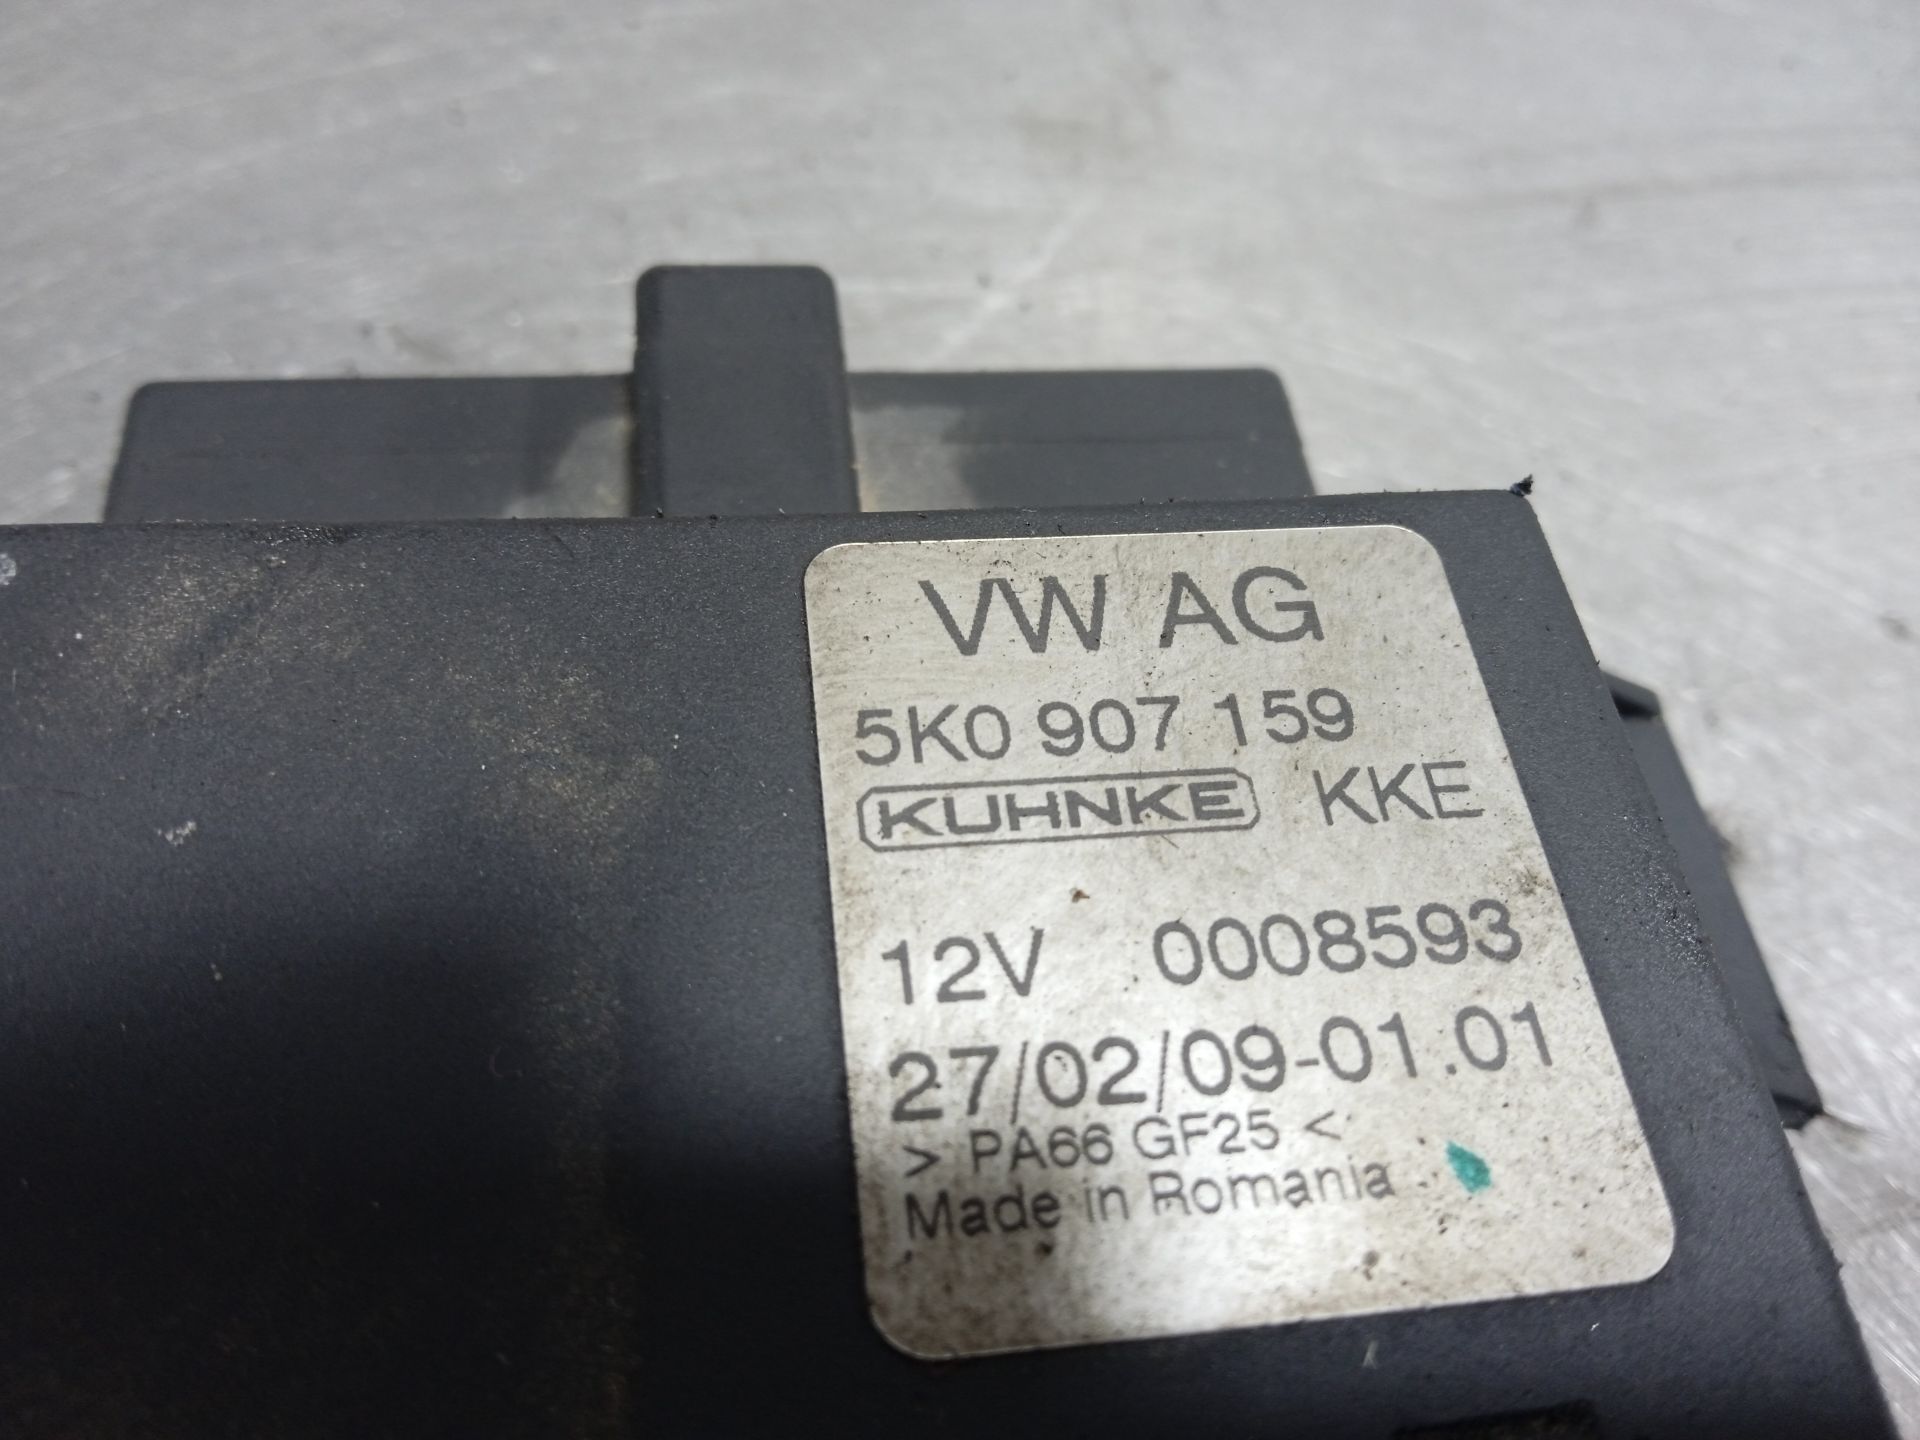 VW AG
5K0 907 159
KUHNKE KKE
12V 0008593
27/02/09-01.01
> PA66 GF25 <
Made in Romania